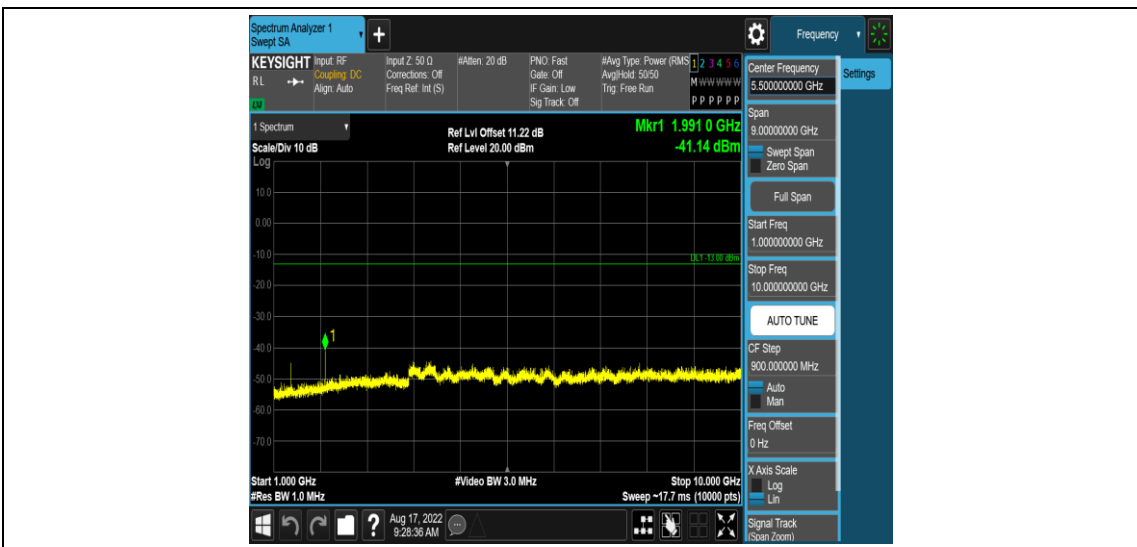 Spectrum Analyzer 1
Swept SA
+
Frequency
KEYSIGHT
RL
LXI
Input: RF
Coupling: DC
Align: Auto
Input Z: 50 Ω
Corrections: Off
Freq Ref: Int (S)
#Atten: 20 dB
PNO: Fast
Gate: Off
IF Gain: Low
Sig Track: Off
#Avg Type: Power (RMS
Avg|Hold: 50/50
Trig: Free Run
1 2 3 4 5 6
M W W W W W
P P P P P P
1 Spectrum
Scale/Div 10 dB
Ref Lvl Offset 11.22 dB
Ref Level 20.00 dBm
Mkr1 1.991 0 GHz
-41.14 dBm
Log
10.0
0.00
-10.0
DL1 -13.00 dBm
-20.0
-30.0
1
-40.0
-50.0
-60.0
-70.0
Start 1.000 GHz
#Res BW 1.0 MHz
#Video BW 3.0 MHz
Stop 10.000 GHz
Sweep ~17.7 ms (10000 pts)
?
Aug 17, 2022
9:28:36 AM
Center Frequency
5.500000000 GHz
Settings
Span
9.00000000 GHz
Swept Span
Zero Span
Full Span
Start Freq
1.000000000 GHz
Stop Freq
10.000000000 GHz
AUTO TUNE
CF Step
900.000000 MHz
Auto
Man
Freq Offset
0 Hz
X Axis Scale
Log
Lin
Signal Track
(Span Zoom)